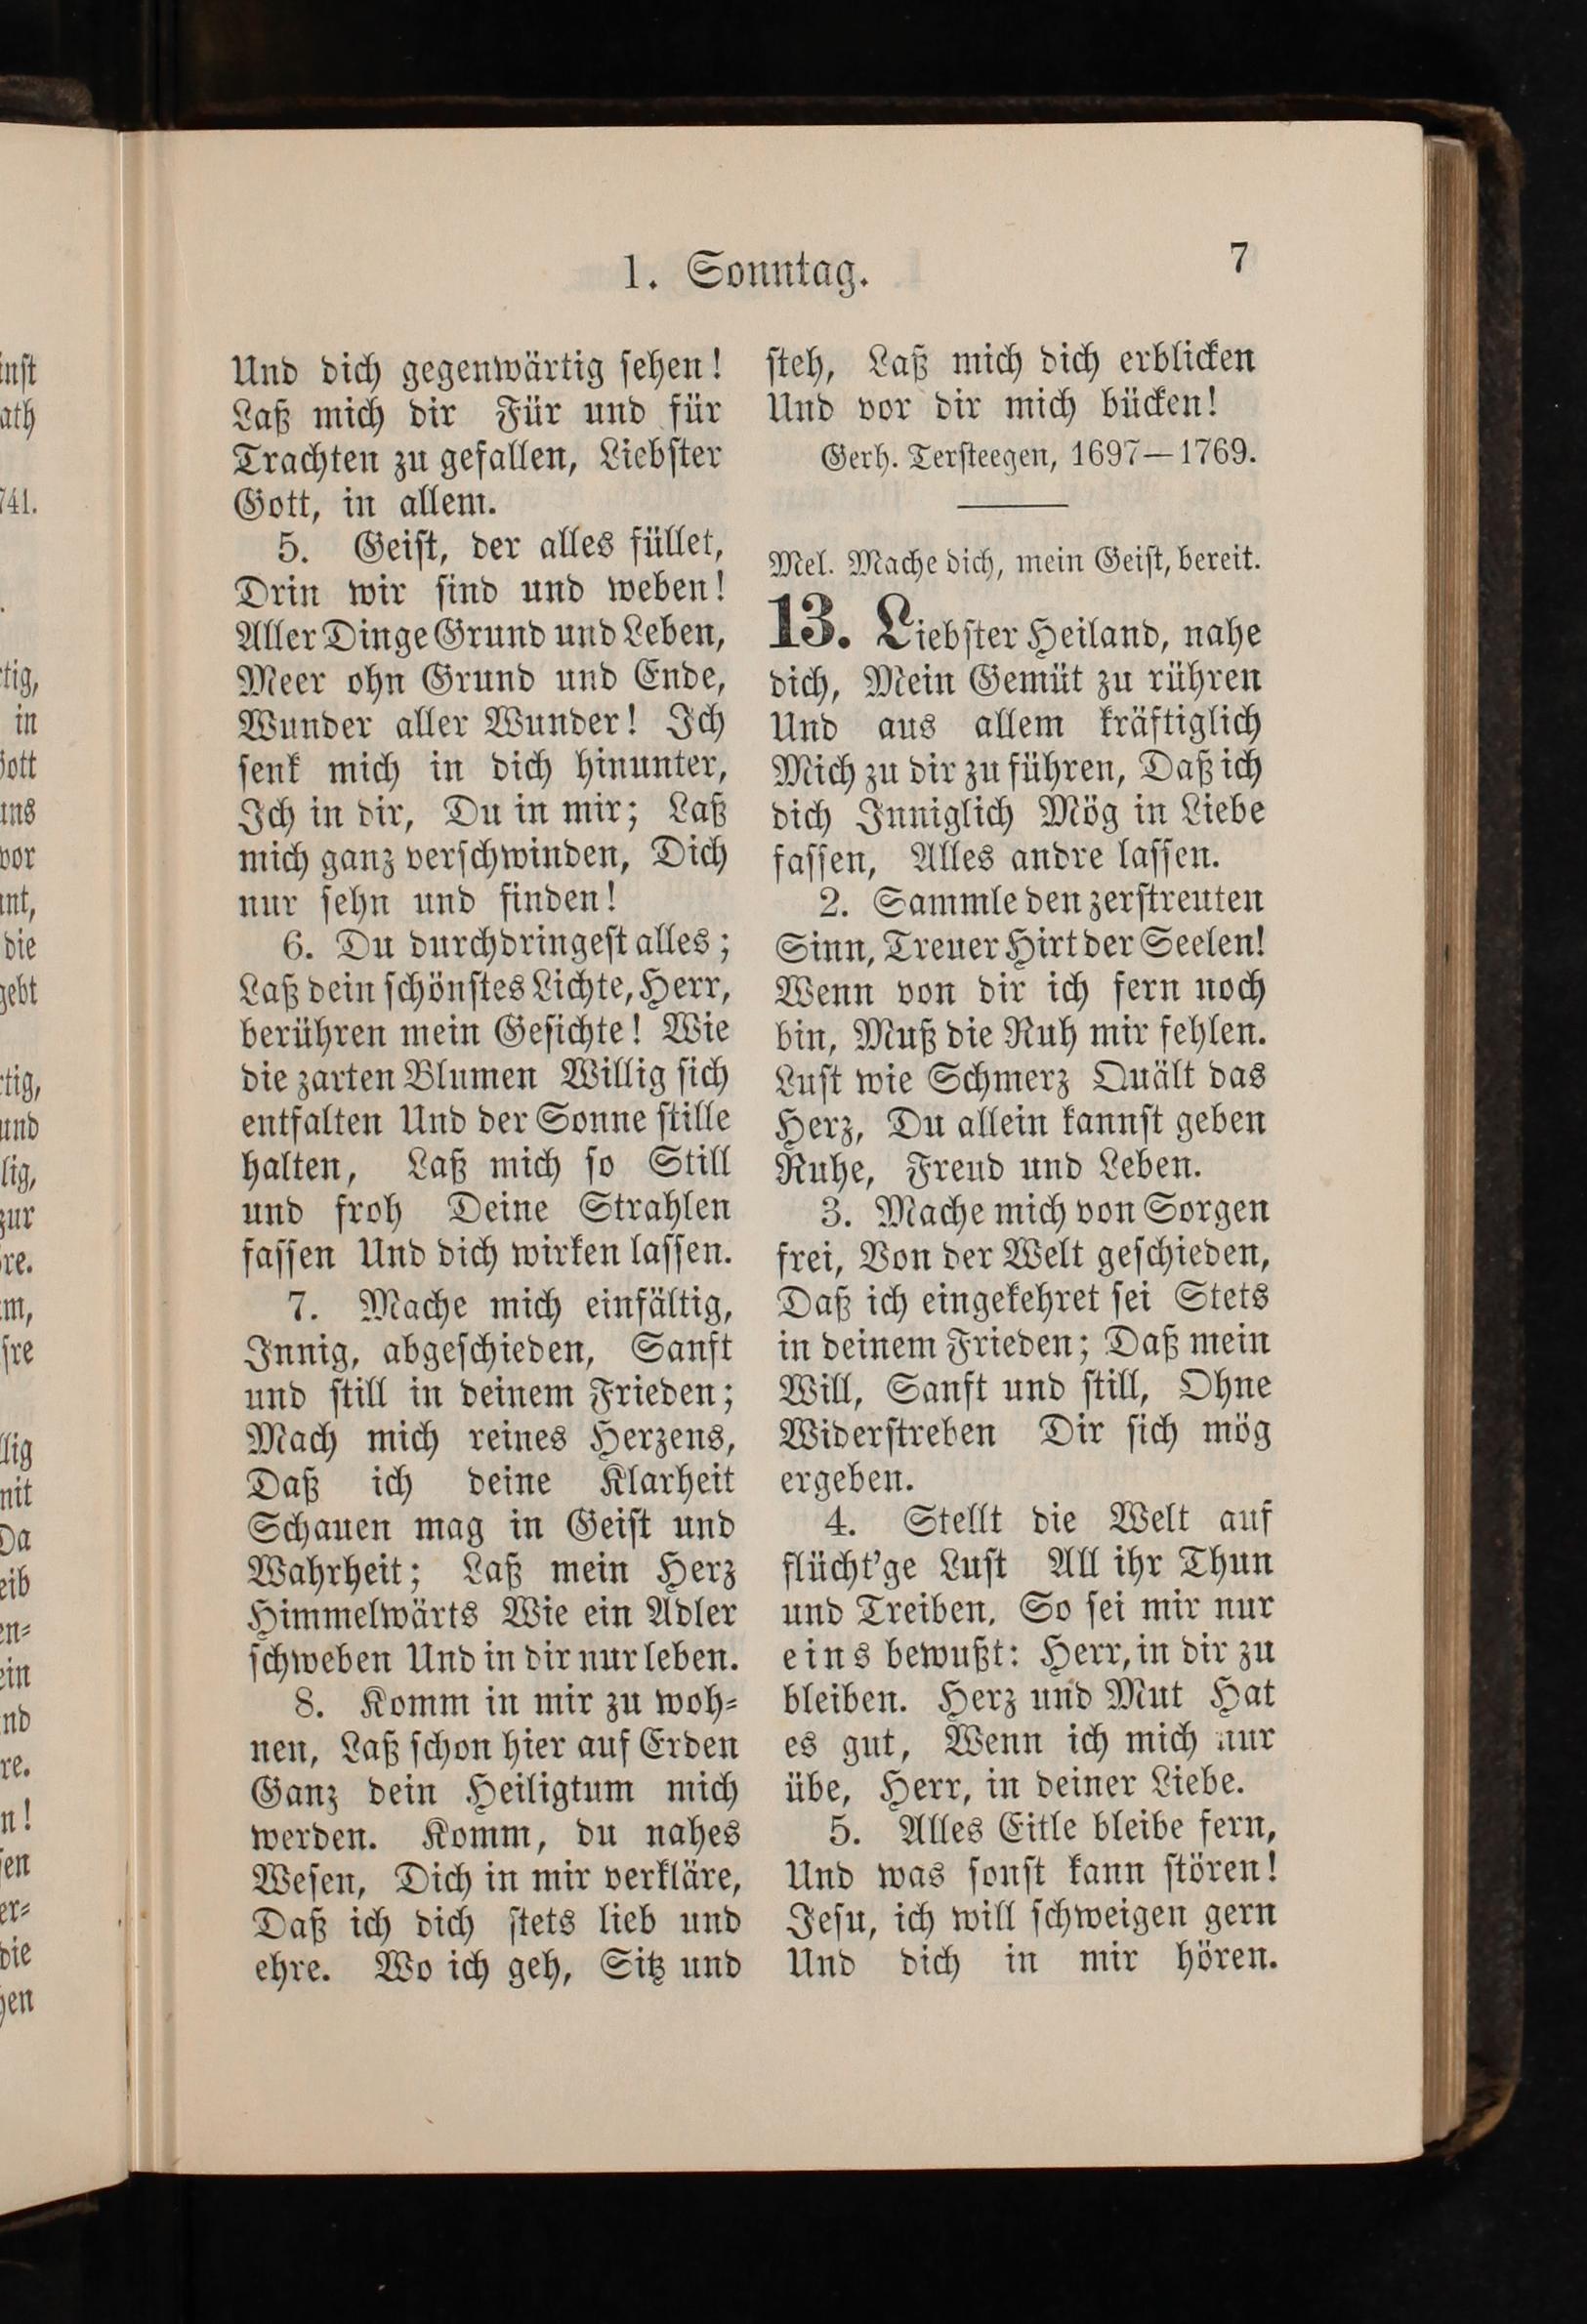 1. Sonntag.
7
Und dich gegenwärtig sehen!
Laß mich dir Für und für
Trachten zu gefallen, Liebster
Gott, in allem.
5. Geist, der alles füllet,
Drin wir sind und weben!
Aller Dinge Grund und Leben,
Meer ohn Grund und Ende,
Wunder aller Wunder! Ich
senk mich in dich hinunter,
Ich in dir, Du in mir; Laß
mich ganz verschwinden, Dich
nur sehn und finden!
6. Du durchdringest alles;
Laß dein schönstes Lichte, Herr,
berühren mein Gesichte! Wie
die zarten Blumen Willig sich
entfalten Und der Sonne stille
halten, Laß mich so Still
und froh Deine Strahlen
fassen Und dich wirken lassen.
7. Mache mich einfältig,
Innig, abgeschieden, Sanft
und still in deinem Frieden;
Mach mich reines Herzens,
Daß ich deine Klarheit
Schauen mag in Geist und
Wahrheit; Laß mein Herz
Himmelwärts Wie ein Adler
schweben Und in dir nur leben.
8. Komm in mir zu woh-
nen, Laß schon hier auf Erden
Ganz dein Heiligtum mich
werden. Komm, du nahes
Wesen, Dich in mir verkläre,
Daß ich dich stets lieb und
ehre. Wo ich geh, Sitz und
steh, Laß mich dich erblicken
Und vor dir mich bücken!
Gerh. Tersteegen, 1697—1769.
Mel. Mache dich, mein Geist, bereit.
13. Liebster Heiland, nahe
dich, Mein Gemüt zu rühren
Und aus allem kräftiglich
Mich zu dir zu führen, Daß ich
dich Inniglich Mög in Liebe
fassen, Alles andre lassen.
2. Sammle den zerstreuten
Sinn, Treuer Hirt der Seelen!
Wenn von dir ich fern noch
bin, Muß die Ruh mir fehlen.
Lust wie Schmerz Quält das
Herz, Du allein kannst geben
Ruhe, Freud und Leben.
3. Mache mich von Sorgen
frei, Von der Welt geschieden,
Daß ich eingekehret sei Stets
in deinem Frieden; Daß mein
Will, Sanft und still, Ohne
Widerstreben Dir sich mög
ergeben.
4. Stellt die Welt auf
flücht'ge Lust All ihr Thun
und Treiben, So sei mir nur
eins bewußt: Herr, in dir zu
bleiben. Herz und Mut Hat
es gut, Wenn ich mich nur
übe, Herr, in deiner Liebe.
5. Alles Eitle bleibe fern,
Und was sonst kann stören!
Jesu, ich will schweigen gern
Und dich in mir hören.